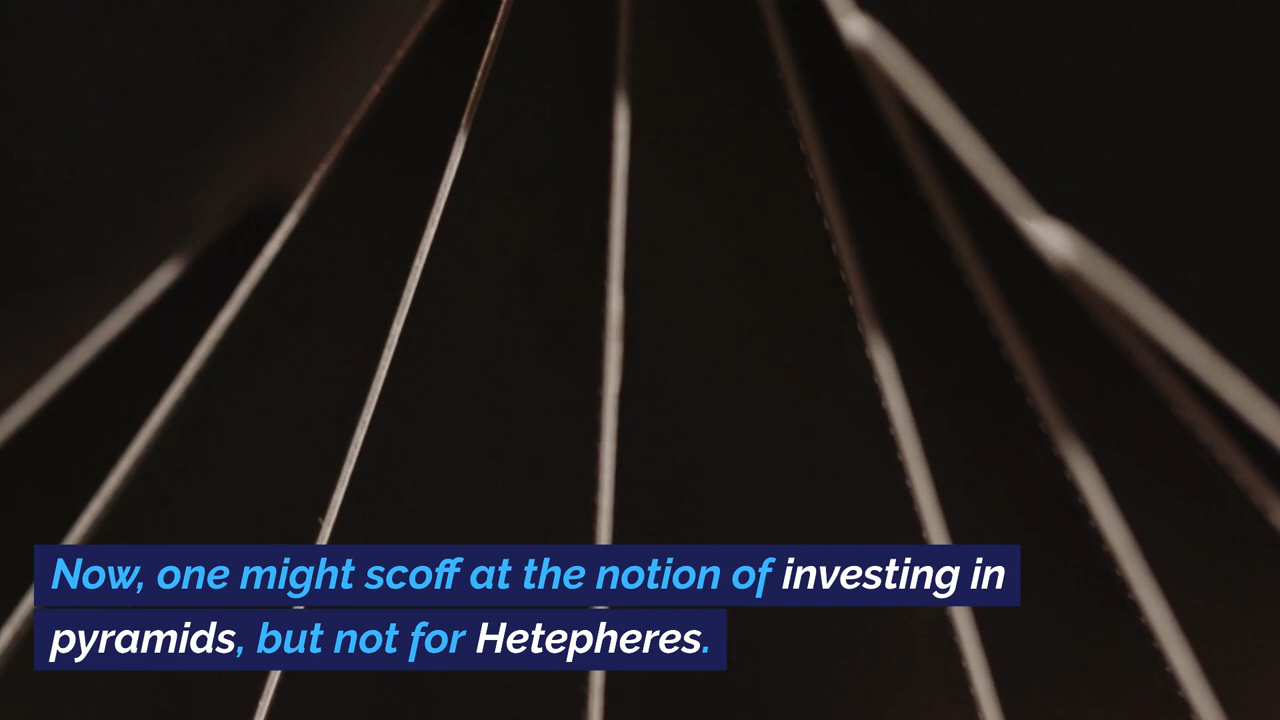 Now, one might scoff at the notion of investing in
pyramids, but not for Hetepheres.